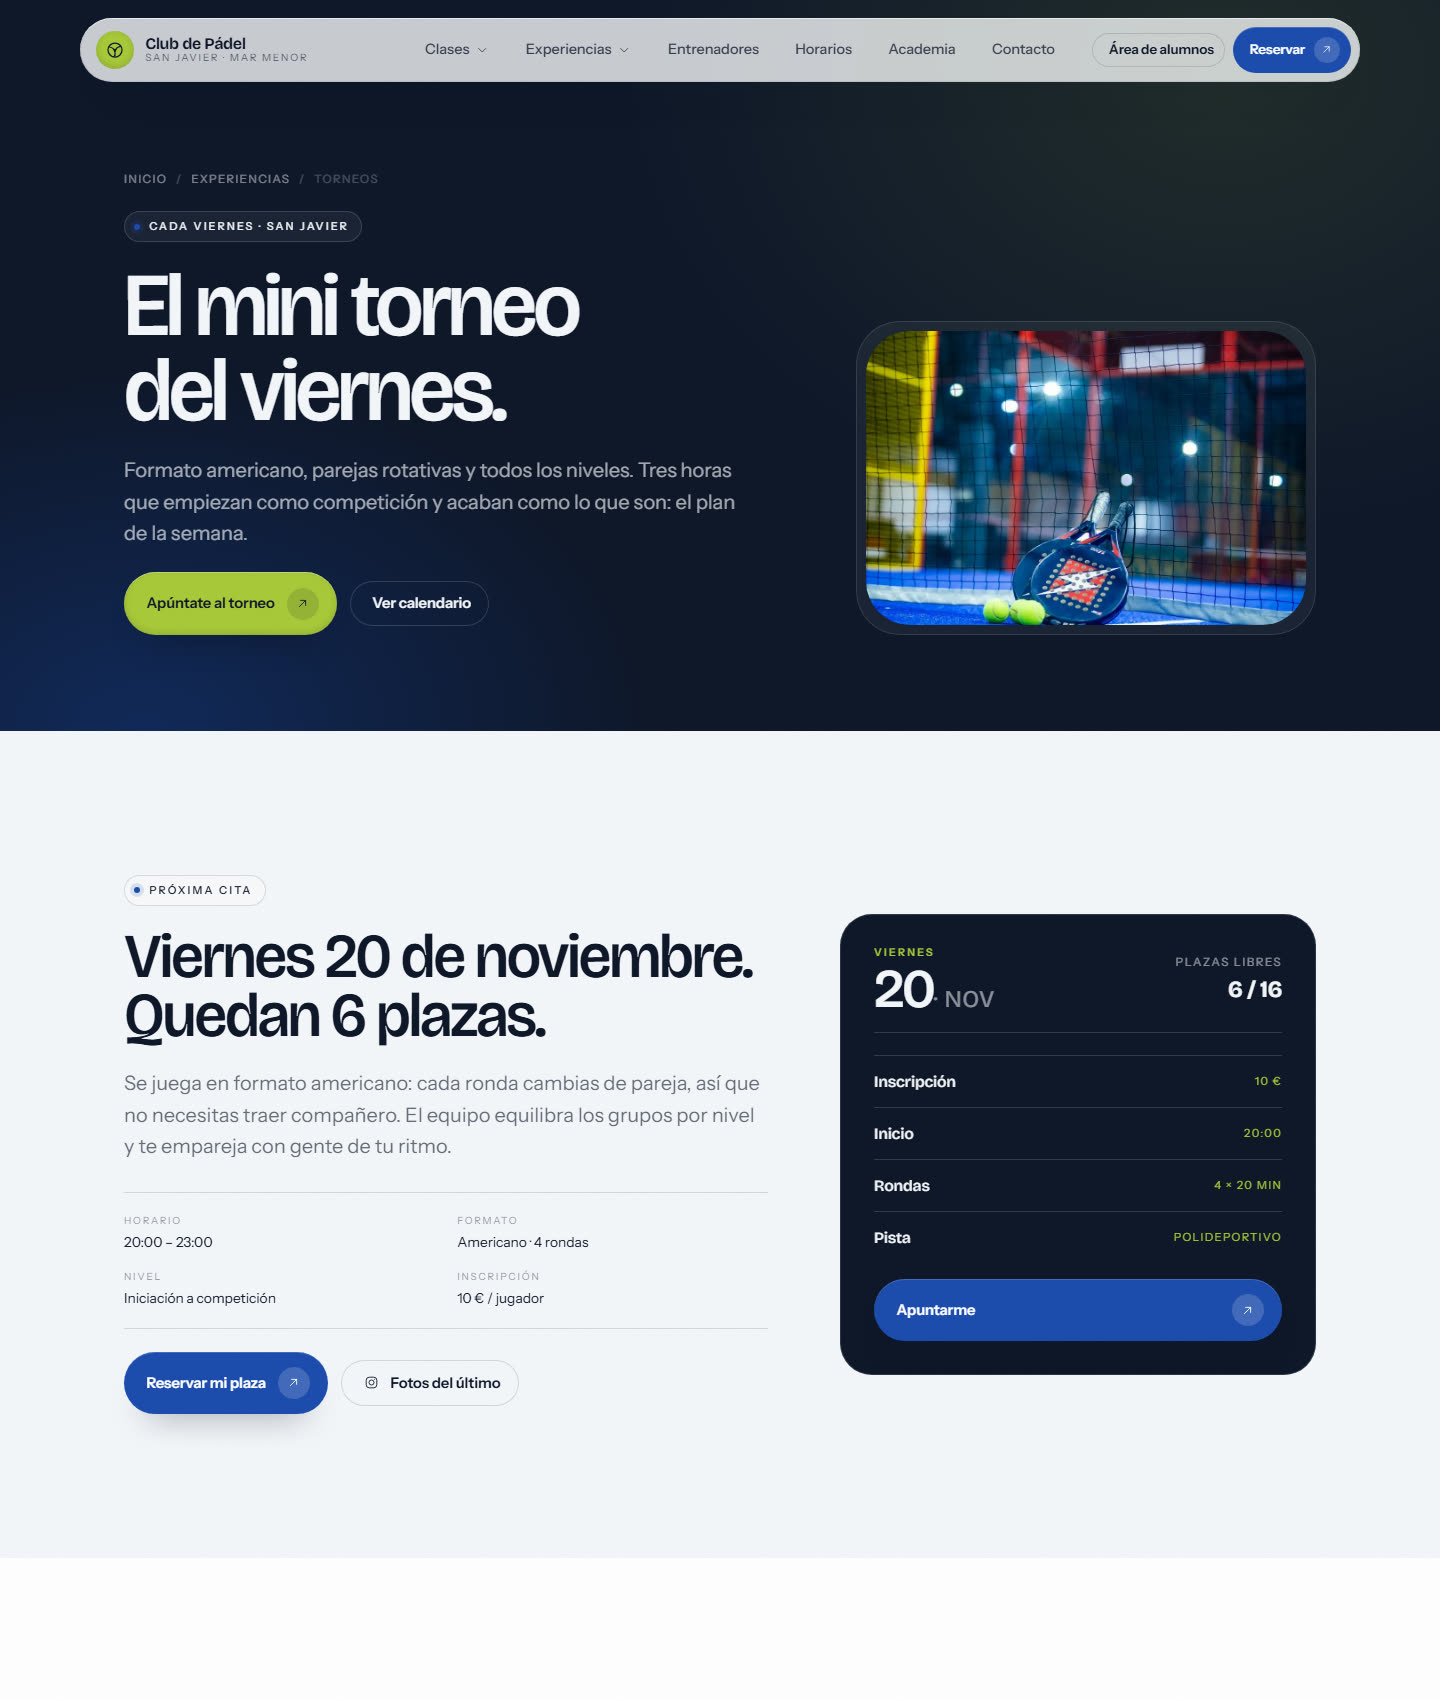 Club de Pádel
SAN JAVIER · MAR MENOR
Clases
Experiencias
Entrenadores
Horarios
Academia
Contacto
Área de alumnos
Reservar
INICIO / EXPERIENCIAS / TORNEOS
CADA VIERNES · SAN JAVIER
El mini torneo
del viernes.
Formato americano, parejas rotativas y todos los niveles. Tres horas
que empiezan como competición y acaban como lo que son: el plan
de la semana.
Apúntate al torneo
Ver calendario
PRÓXIMA CITA
Viernes 20 de noviembre.
Quedan 6 plazas.
Se juega en formato americano: cada ronda cambias de pareja, así que
no necesitas traer compañero. El equipo equilibra los grupos por nivel
y te empareja con gente de tu ritmo.
HORARIO
20:00 – 23:00
FORMATO
Americano · 4 rondas
NIVEL
Iniciación a competición
INSCRIPCIÓN
10 € / jugador
Reservar mi plaza
Fotos del último
VIERNES
20 · NOV
PLAZAS LIBRES
6 / 16
Inscripción 10 €
Inicio 20:00
Rondas 4 × 20 MIN
Pista POLIDEPORTIVO
Apuntarme